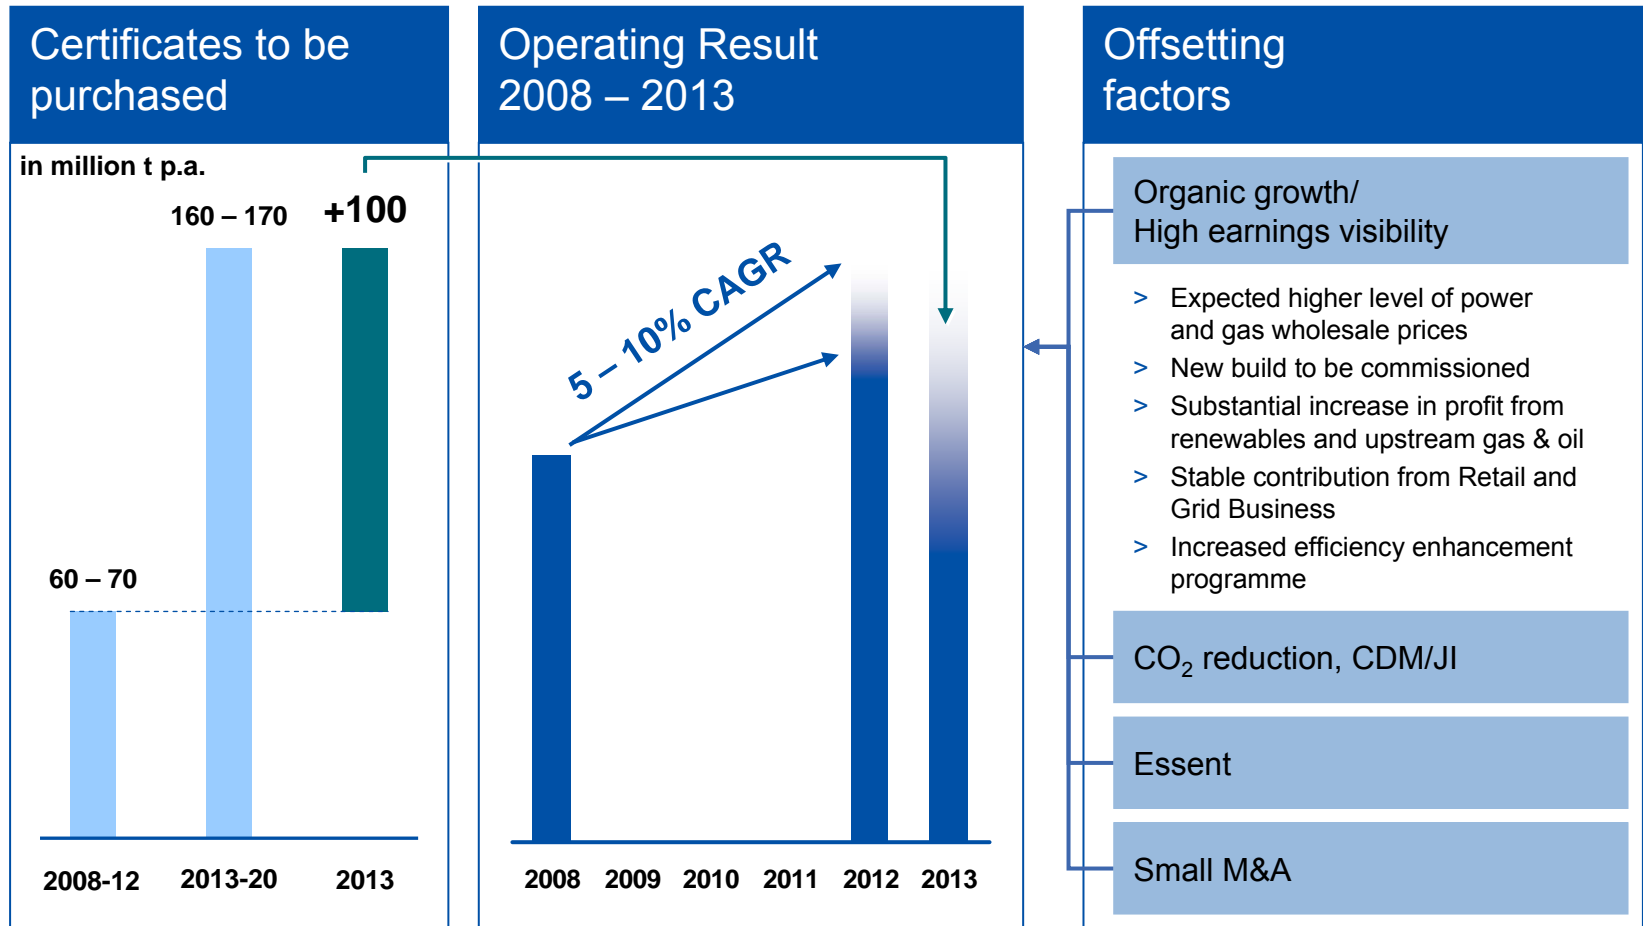 Certificates to be
purchased
in million t p.a.
160 – 170
+100
60 – 70
2008-12
2013-20
2013
Operating Result
2008 – 2013
5 – 10% CAGR
2008
2009
2010
2011
2012
2013
Offsetting
factors
Organic growth/
High earnings visibility
> Expected higher level of power
and gas wholesale prices
> New build to be commissioned
> Substantial increase in profit from
renewables and upstream gas & oil
> Stable contribution from Retail and
Grid Business
> Increased efficiency enhancement
programme
CO₂ reduction, CDM/JI
Essent
Small M&A